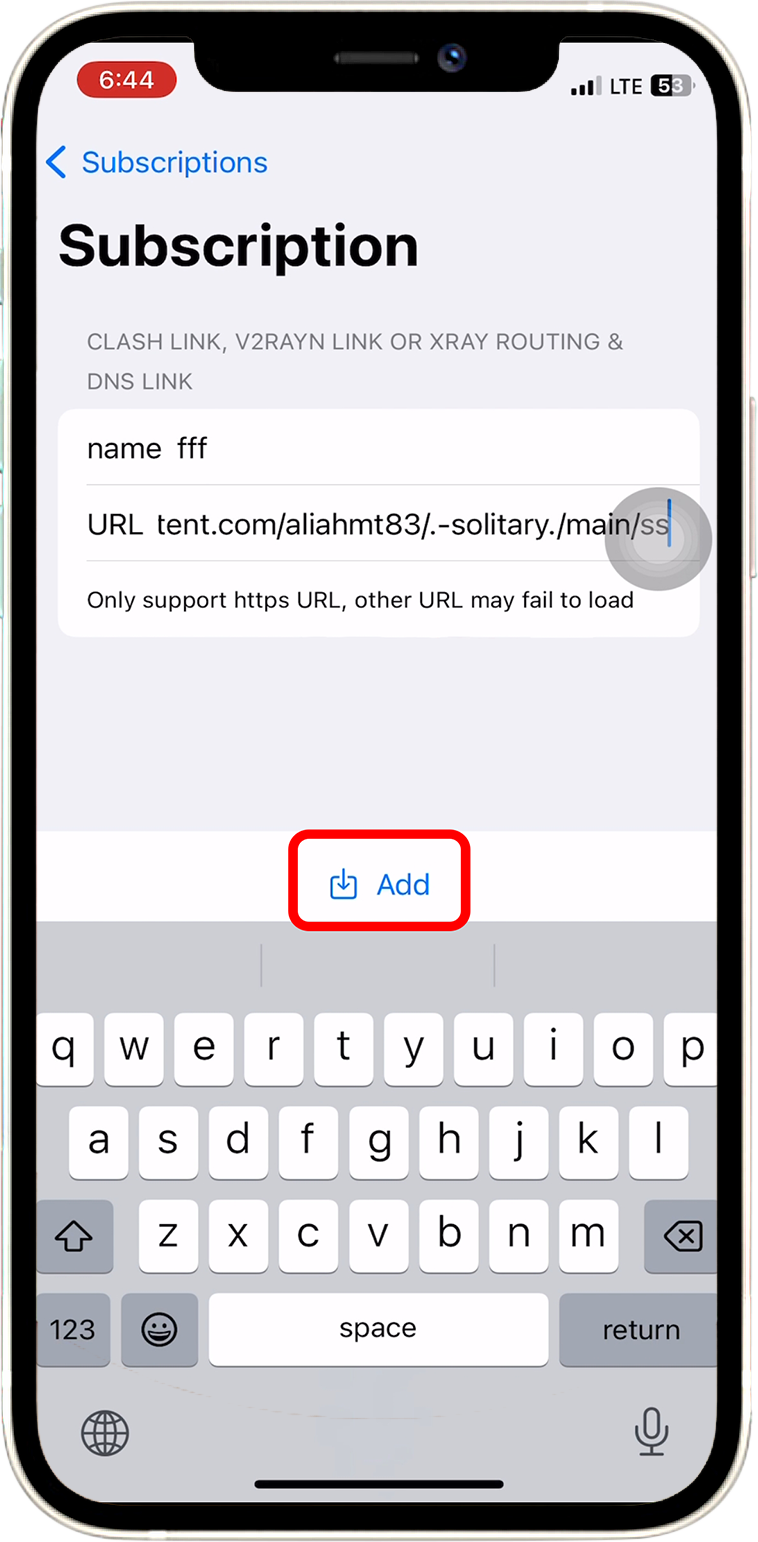 6:44
LTE 53
Subscriptions
Subscription
CLASH LINK, V2RAYN LINK OR XRAY ROUTING &
DNS LINK
name fff
URL tent.com/aliahmt83/.-solitary./main/ss
Only support https URL, other URL may fail to load
Add
q w e r t y u i o p
a s d f g h j k l
z x c v b n m
123 space return